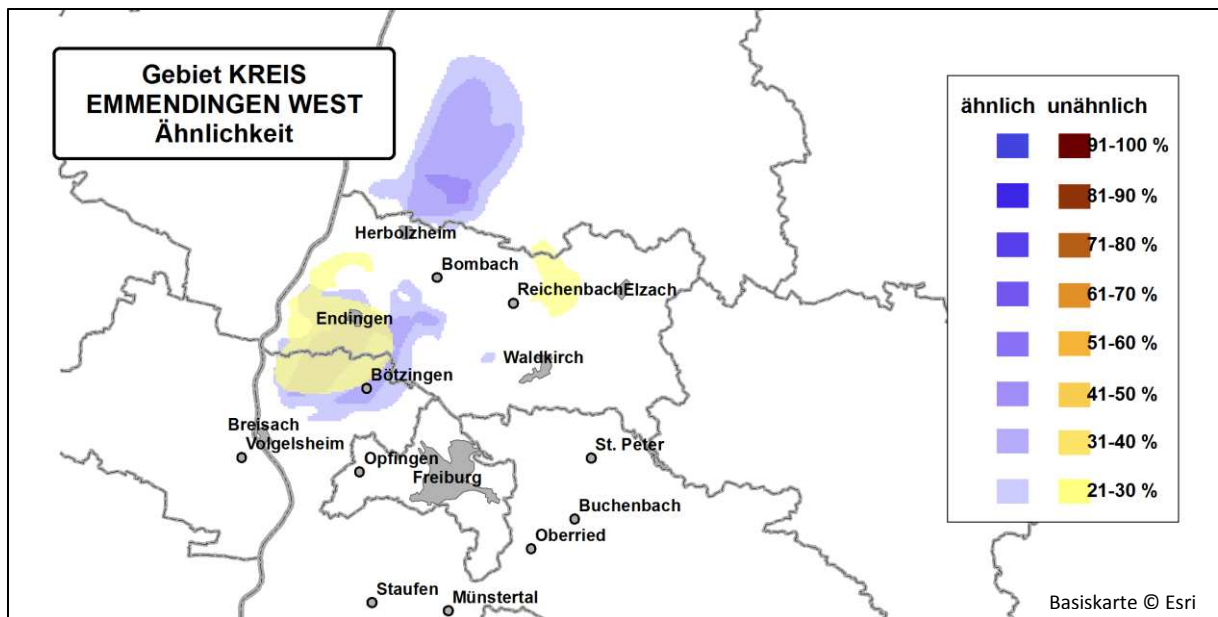 Gebiet KREIS
EMMENDINGEN WEST
Ähnlichkeit
ähnlich unähnlich
91-100 %
81-90 %
71-80 %
61-70 %
51-60 %
41-50 %
31-40 %
21-30 %
Herbolzheim
Bombach
Reichenbach
Elzach
Endingen
Waldkirch
Bötzingen
Breisach
Volgelsheim
Opfingen
Freiburg
St. Peter
Buchenbach
Oberried
Staufen
Münstertal
Basiskarte © Esri